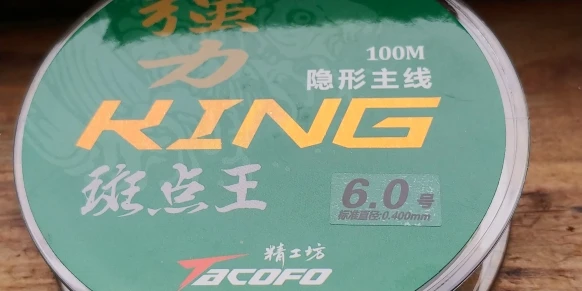 强力
100M
隐形主线
KING
斑点王
6.0号
标准直径:0.400mm
精工坊
TACOFO